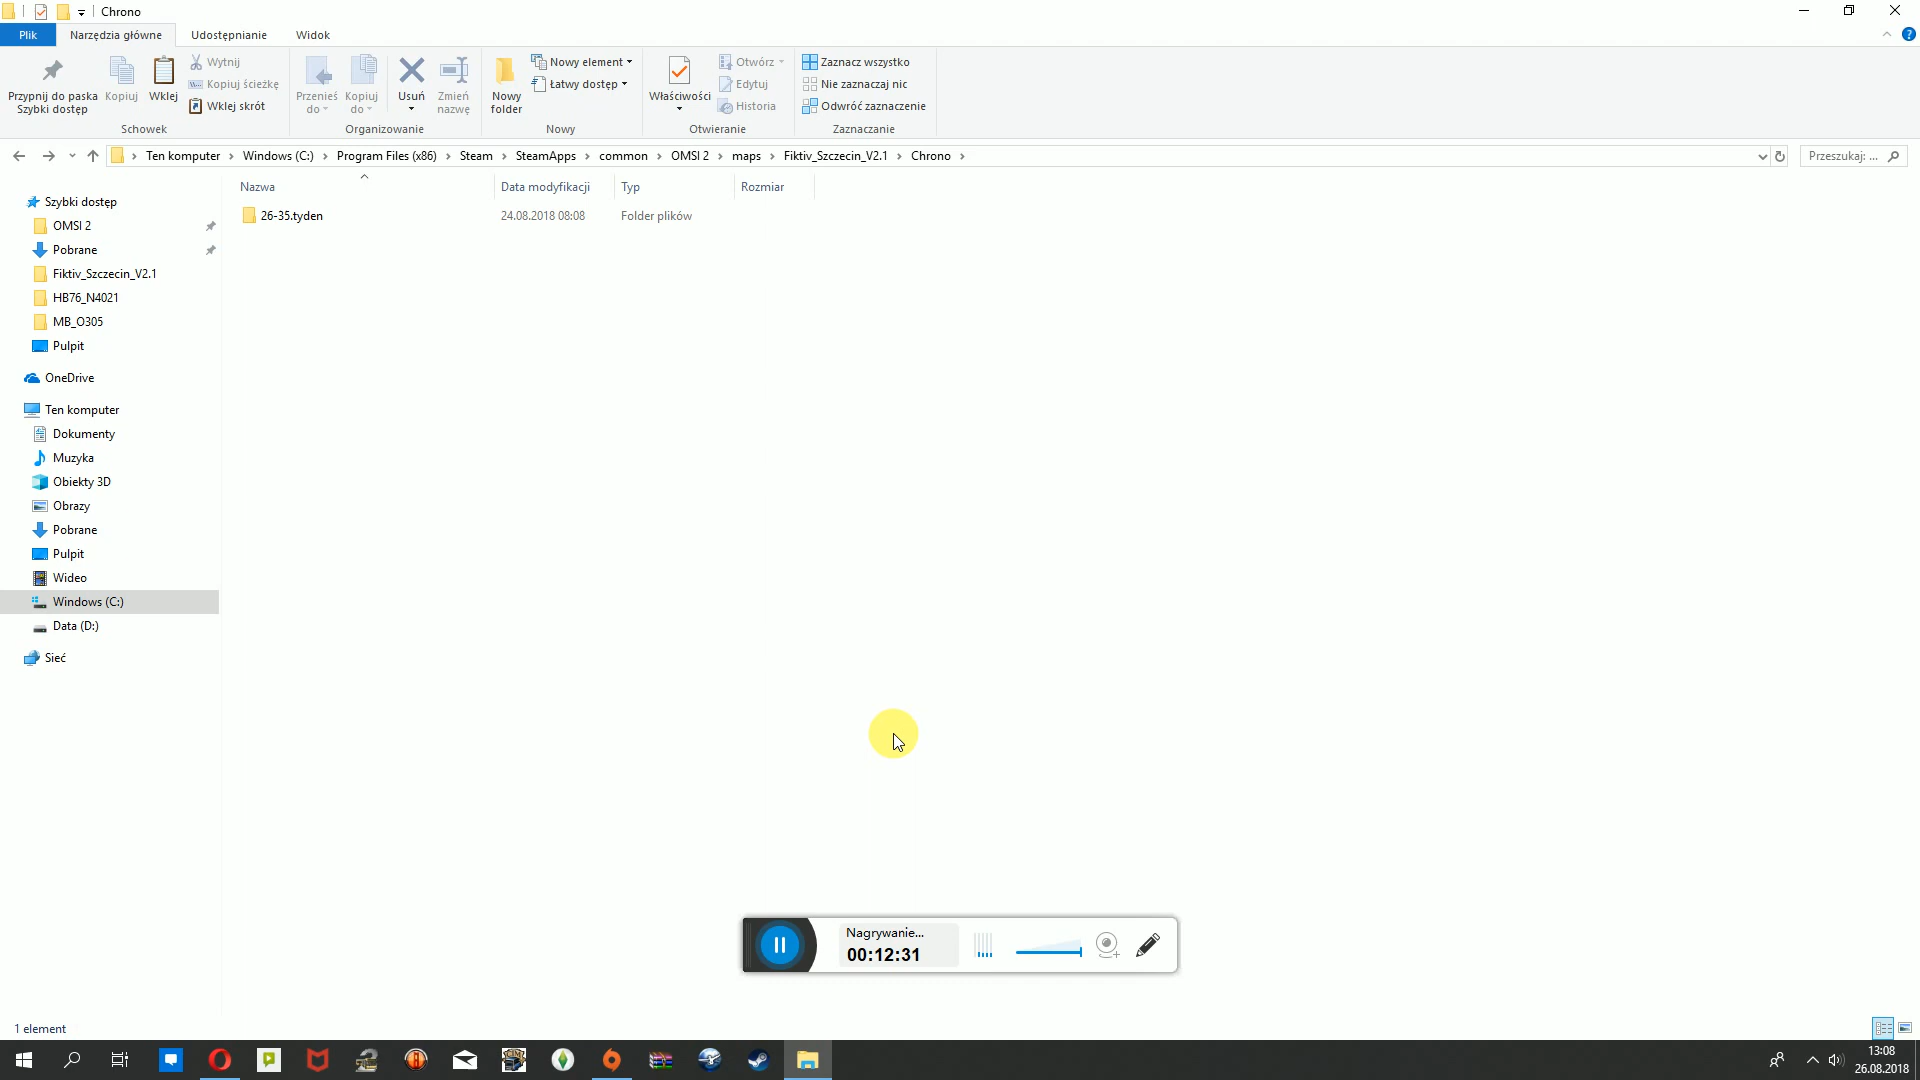 Chrono
Plik
Narzędzia główne
Udostępnianie
Widok
Przypnij do paska
Szybki dostęp
Kopiuj
Wklej
Wytnij
Kopiuj ścieżkę
Wklej skrót
Schowek
Przenieś
do
Kopiuj
do
Usuń
Zmień
nazwę
Organizowanie
Nowy
folder
Nowy element
Łatwy dostęp
Nowy
Właściwości
Otwórz
Edytuj
Historia
Otwieranie
Zaznacz wszystko
Nie zaznaczaj nic
Odwróć zaznaczenie
Zaznaczanie
Ten komputer > Windows (C:) > Program Files (x86) > Steam > SteamApps > common > OMSI 2 > maps > Fiktiv_Szczecin_V2.1 > Chrono >
Przeszukaj: ...
Nazwa
Data modyfikacji
Typ
Rozmiar
26-35.tyden
24.08.2018 08:08
Folder plików
Szybki dostęp
OMSI 2
Pobrane
Fiktiv_Szczecin_V2.1
HB76_N4021
MB_O305
Pulpit
OneDrive
Ten komputer
Dokumenty
Muzyka
Obiekty 3D
Obrazy
Pobrane
Pulpit
Wideo
Windows (C:)
Data (D:)
Sieć
Nagrywanie...
00:12:31
1 element
13:08
26.08.2018